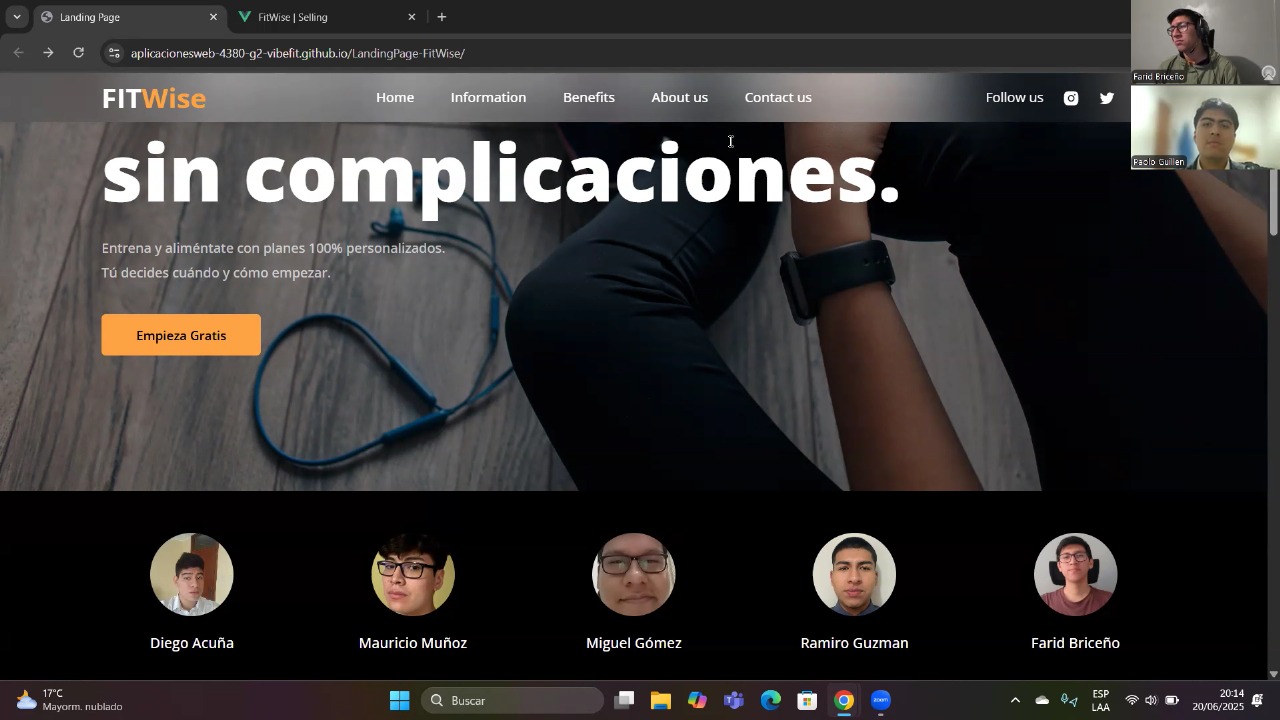 Landing Page
FitWise | Selling
aplicacionesweb-4380-g2-vibefit.github.io/LandingPage-FitWise/
FITWise
Home
Information
Benefits
About us
Contact us
Follow us
Farid Briceño
Paolo Guillen
sin complicaciones.
Entrena y aliméntate con planes 100% personalizados.
Tú decides cuándo y cómo empezar.
Empieza Gratis
Diego Acuña
Mauricio Muñoz
Miguel Gómez
Ramiro Guzman
Farid Briceño
17°C
Mayorm. nublado
Buscar
zoom
ESP
LAA
20:14
20/06/2025